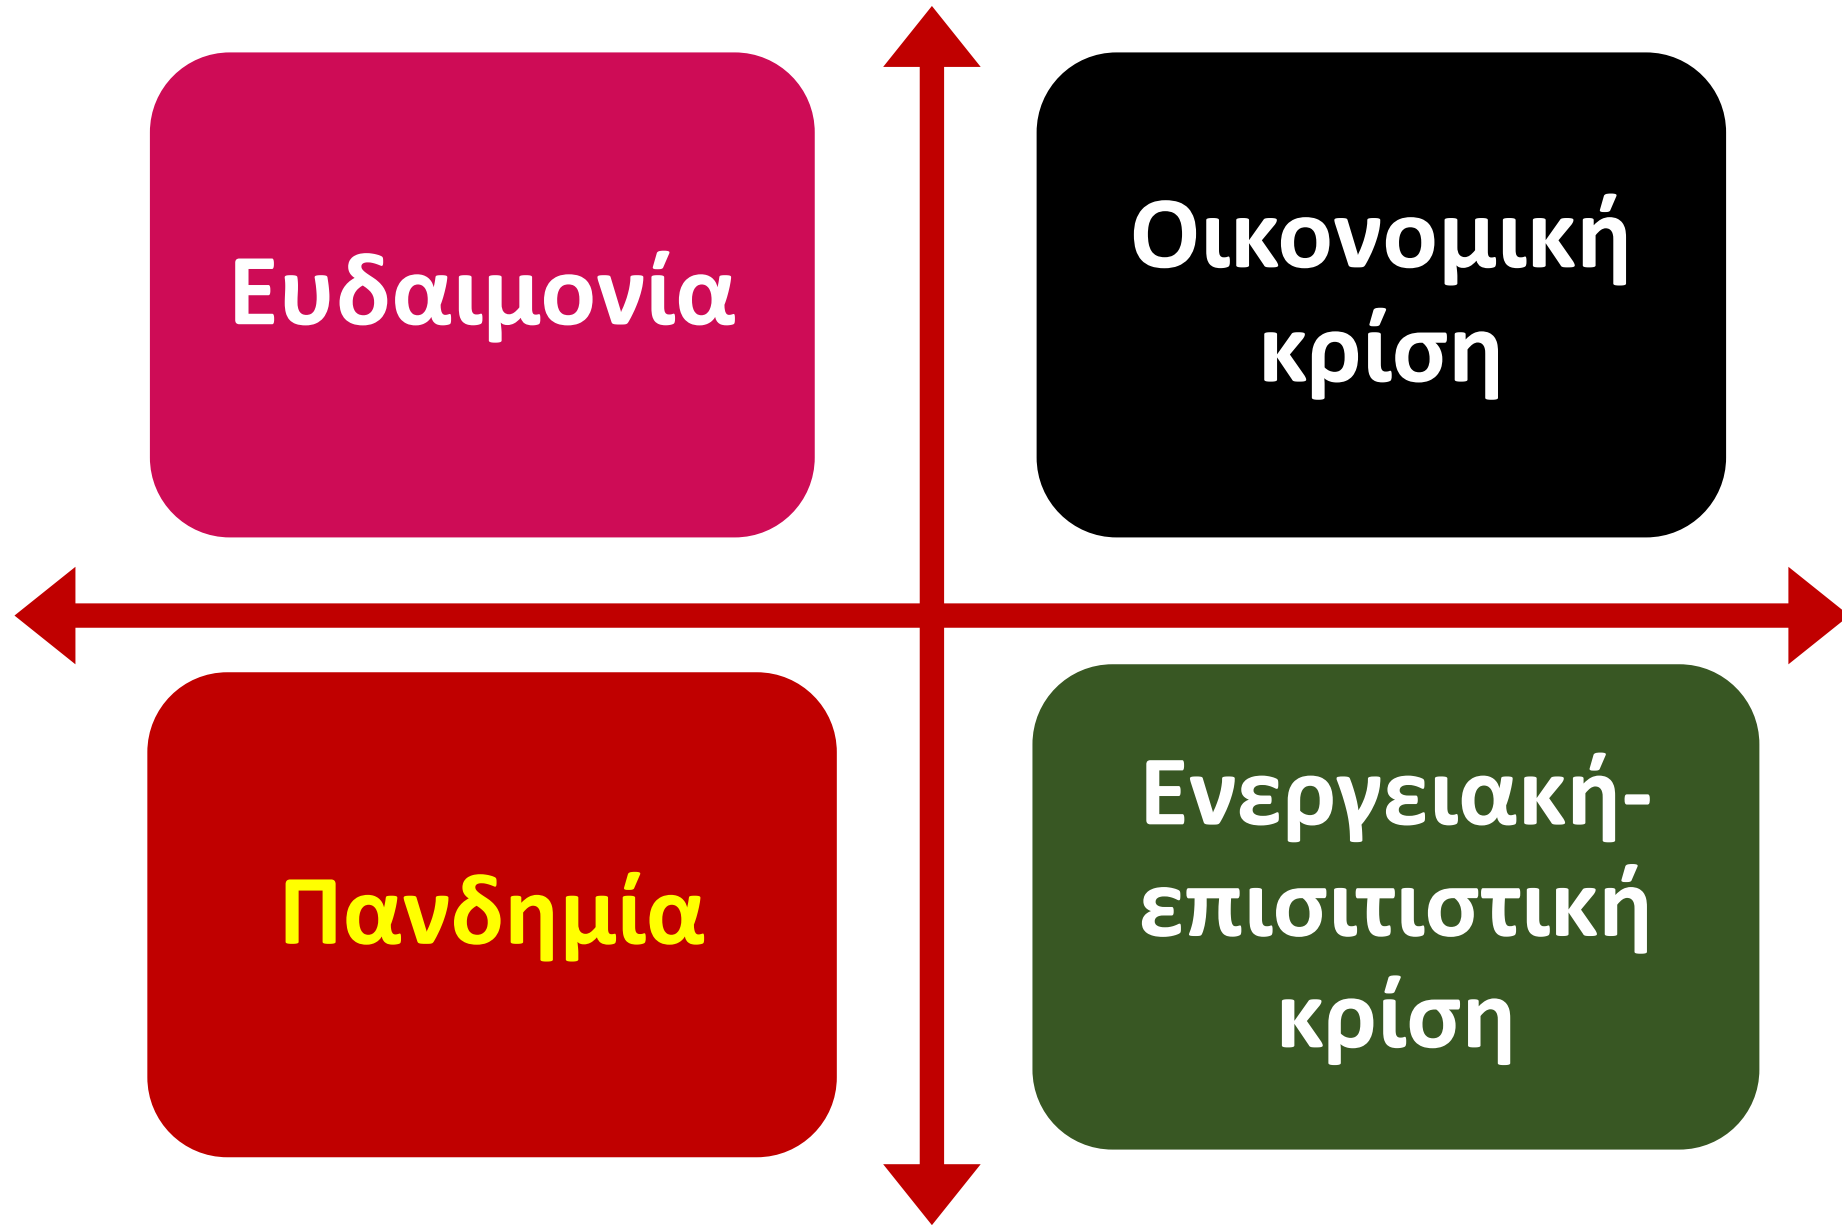 Ευδαιμονία
Οικονομική
κρίση
Πανδημία
Ενεργειακή-
επισιτιστική
κρίση